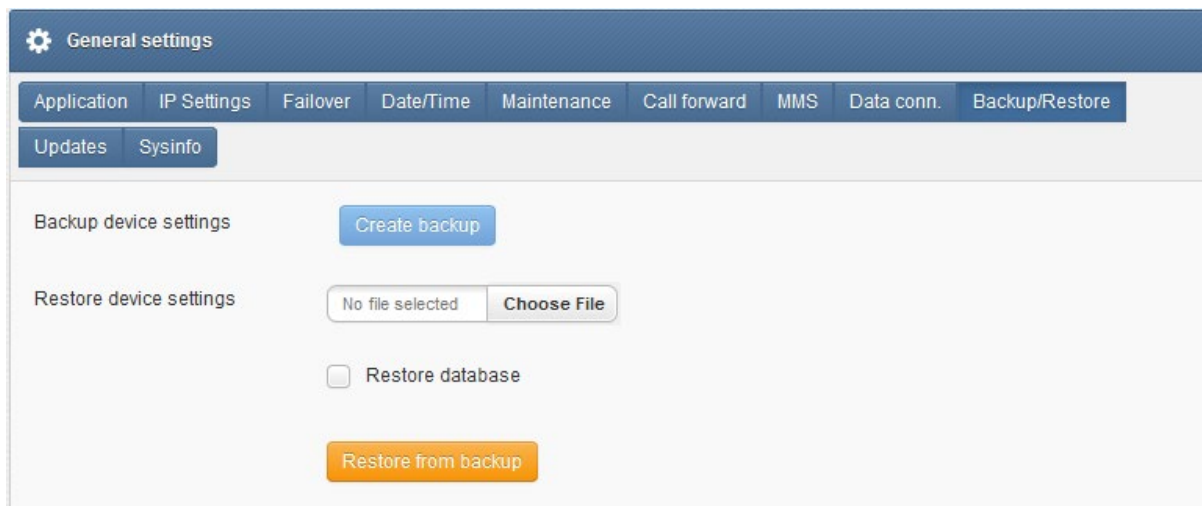 General settings
Application IP Settings Failover Date/Time Maintenance Call forward MMS Data conn. Backup/Restore
Updates Sysinfo
Backup device settings Create backup
Restore device settings No file selected Choose File
Restore database
Restore from backup